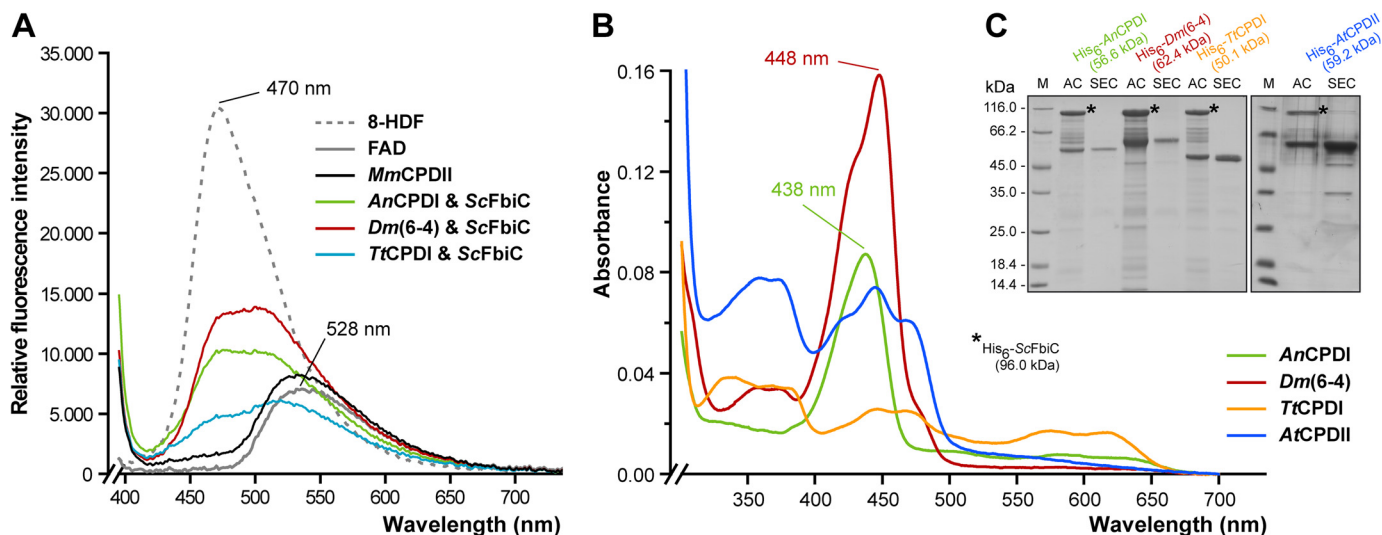 A
Relative fluorescence intensity
35.000
30.000
25.000
20.000
15.000
10.000
5.000
0
400
450
500
550
600
650
700
Wavelength (nm)
470 nm
528 nm
8-HDF
FAD
MmCPDII
AnCPDI & ScFbiC
Dm(6-4) & ScFbiC
TtCPDI & ScFbiC
B
Absorbance
0.16
0.12
0.08
0.04
0.00
350
400
450
500
550
600
650
700
Wavelength (nm)
448 nm
438 nm
AnCPDI
Dm(6-4)
TtCPDI
AtCPDII
C
His6-AnCPDI
(56.6 kDa)
His6-Dm(6-4)
(62.4 kDa)
His6-TtCPDI
(50.1 kDa)
His6-AtCPDII
(59.2 kDa)
kDa
M AC SEC AC SEC AC SEC M AC SEC
116.0
66.2
45.0
35.0
25.0
18.4
14.4
* * * *
*His6-ScFbiC
(96.0 kDa)